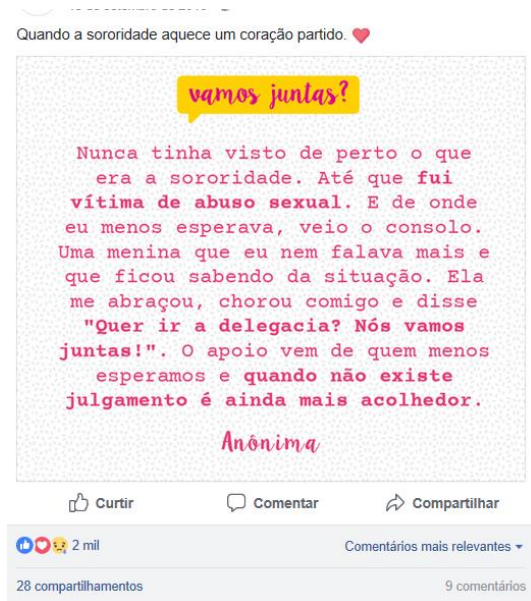 Quando a sororidade aquece um coração partido.
vamos juntas?
Nunca tinha visto de perto o que
era a sororidade. Até que fui
vítima de abuso sexual. E de onde
eu menos esperava, veio o consolo.
Uma menina que eu nem falava mais e
que ficou sabendo da situação. Ela
me abraçou, chorou comigo e disse
"Quer ir a delegacia? Nós vamos
juntas!". O apoio vem de quem menos
esperamos e quando não existe
julgamento é ainda mais acolhedor.
Anônima
Curtir Comentar Compartilhar
2 mil Comentários mais relevantes
28 compartilhamentos 9 comentários